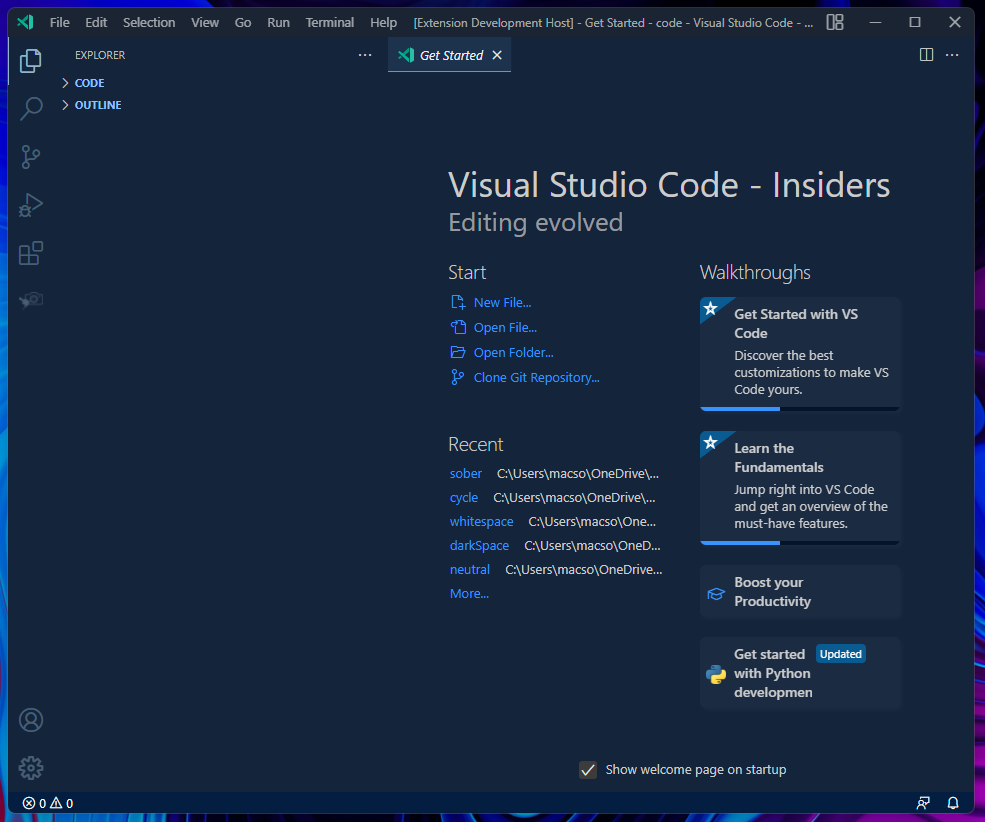 File Edit Selection View Go Run Terminal Help [Extension Development Host] - Get Started - code - Visual Studio Code - ...
EXPLORER
Get Started
CODE
OUTLINE
Visual Studio Code - Insiders
Editing evolved
Start
New File...
Open File...
Open Folder...
Clone Git Repository...
Recent
sober C:\Users\macso\OneDrive\...
cycle C:\Users\macso\OneDrive\...
whitespace C:\Users\macso\One...
darkSpace C:\Users\macso\OneD...
neutral C:\Users\macso\OneDrive...
More...
Walkthroughs
Get Started with VS
Code
Discover the best
customizations to make VS
Code yours.
Learn the
Fundamentals
Jump right into VS Code
and get an overview of the
must-have features.
Boost your
Productivity
Get started Updated
with Python
developmen
Show welcome page on startup
0 0